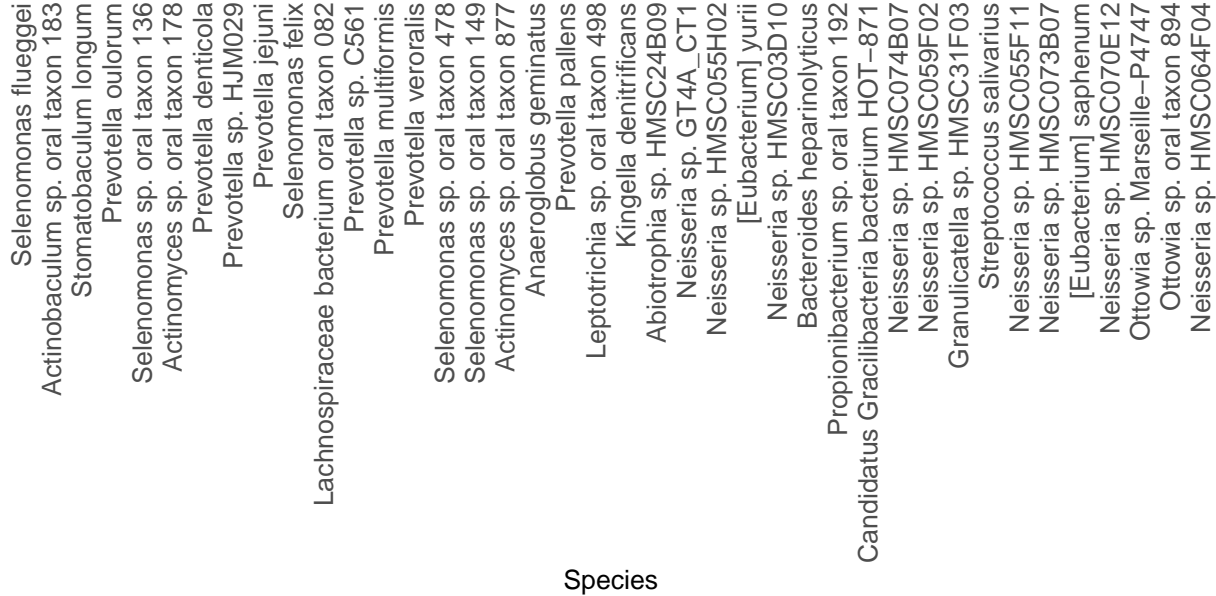 Selenomonas flueggei
Actinobaculum sp. oral taxon 183
Stomatobaculum longum
Prevotella oulorum
Selenomonas sp. oral taxon 136
Actinomyces sp. oral taxon 178
Prevotella denticola
Prevotella sp. HJM029
Prevotella jejuni
Selenomonas felix
Lachnospiraceae bacterium oral taxon 082
Prevotella sp. C561
Prevotella multiformis
Prevotella veroralis
Selenomonas sp. oral taxon 478
Selenomonas sp. oral taxon 149
Actinomyces sp. oral taxon 877
Anaeroglobus geminatus
Prevotella pallens
Leptotrichia sp. oral taxon 498
Kingella denitrificans
Abiotrophia sp. HMSC24B09
Neisseria sp. GT4A_CT1
Neisseria sp. HMSC055H02
[Eubacterium] yurii
Neisseria sp. HMSC03D10
Bacteroides heparinolyticus
Propionibacterium sp. oral taxon 192
Candidatus Gracilibacteria bacterium HOT−871
Neisseria sp. HMSC074B07
Neisseria sp. HMSC059F02
Granulicatella sp. HMSC31F03
Streptococcus salivarius
Neisseria sp. HMSC055F11
Neisseria sp. HMSC073B07
[Eubacterium] saphenum
Neisseria sp. HMSC070E12
Ottowia sp. Marseille−P4747
Ottowia sp. oral taxon 894
Neisseria sp. HMSC064F04
Species